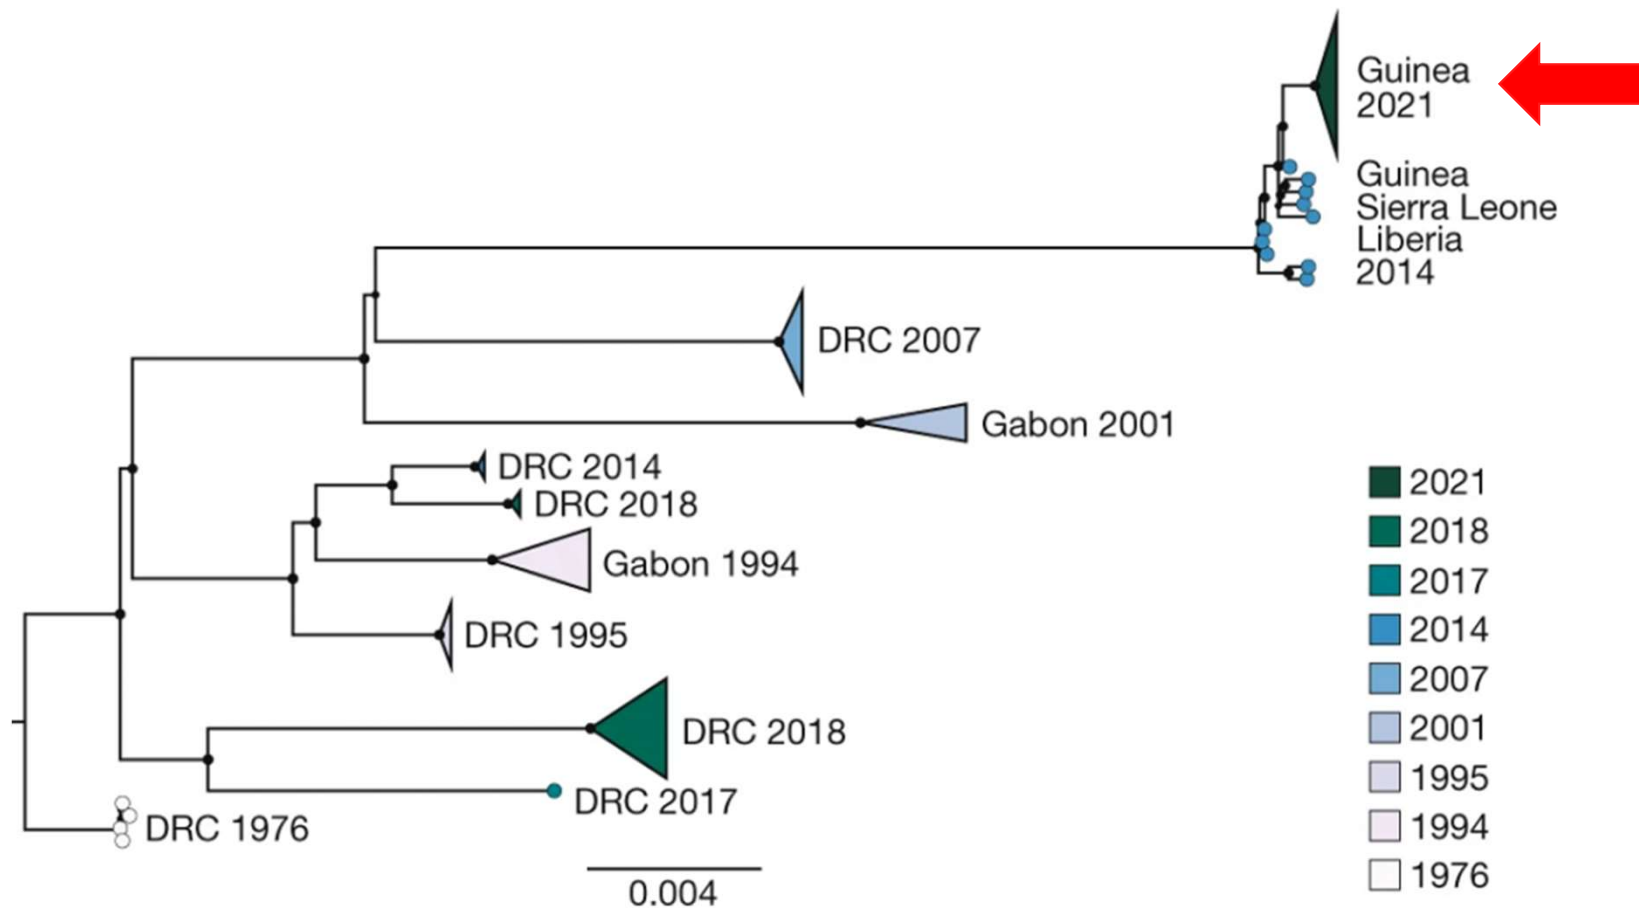 Guinea
2021
Guinea
Sierra Leone
Liberia
2014
DRC 2007
Gabon 2001
DRC 2014
DRC 2018
Gabon 1994
DRC 1995
DRC 2018
DRC 2017
DRC 1976
0.004
2021
2018
2017
2014
2007
2001
1995
1994
1976